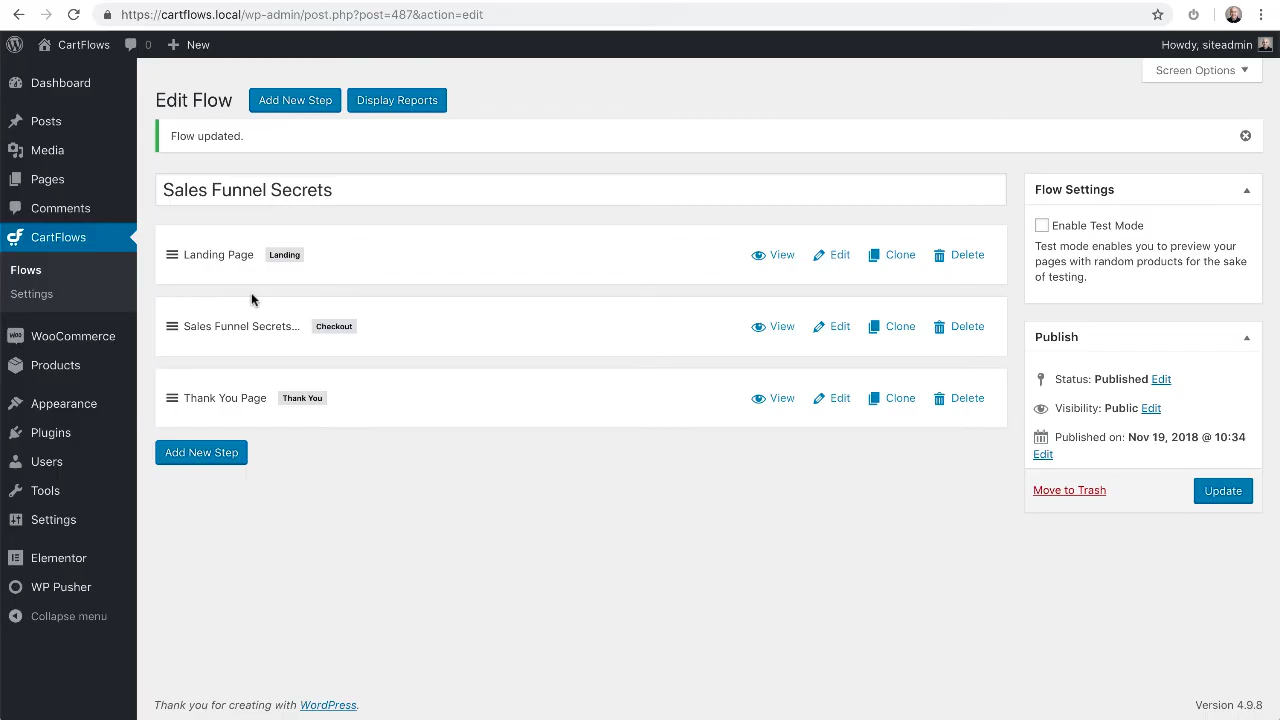 https://cartflows.local/wp-admin/post.php?post=487&action=edit
CartFlows 0 New Howdy, siteadmin
Screen Options
Dashboard
Posts
Media
Pages
Comments
CartFlows
Flows
Settings
WooCommerce
Products
Appearance
Plugins
Users
Tools
Settings
Elementor
WP Pusher
Collapse menu
Edit Flow Add New Step Display Reports
Flow updated.
Sales Funnel Secrets
Landing Page Landing View Edit Clone Delete
Sales Funnel Secrets... Checkout View Edit Clone Delete
Thank You Page Thank You View Edit Clone Delete
Add New Step
Flow Settings
Enable Test Mode
Test mode enables you to preview your
pages with random products for the sake
of testing.
Publish
Status: Published Edit
Visibility: Public Edit
Published on: Nov 19, 2018 @ 10:34
Edit
Move to Trash Update
Thank you for creating with WordPress. Version 4.9.8